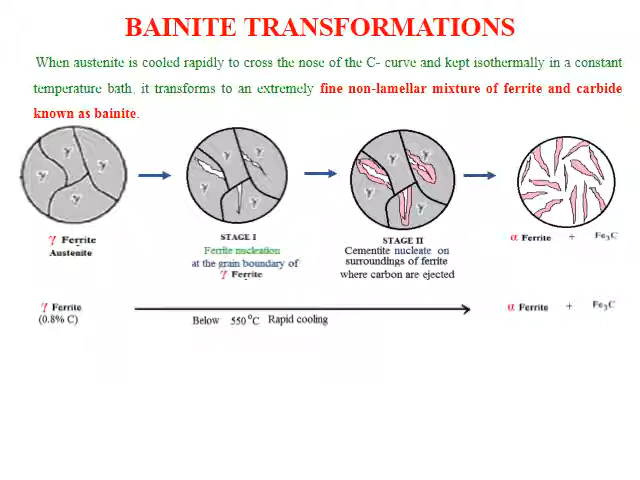 BAINITE TRANSFORMATIONS
When austenite is cooled rapidly to cross the nose of the C- curve and kept isothermally in a constant
temperature bath, it transforms to an extremely fine non-lamellar mixture of ferrite and carbide
known as bainite.
γ γ γ γ
γ γ γ γ
γ γ γ
γ Ferrite
Austenite
STAGE I
Ferrite nucleation
at the grain boundary of
γ Ferrite
STAGE II
Cementite nucleate on
surroundings of ferrite
where carbon are ejected
α Ferrite + Fe₃C
γ Ferrite
(0.8% C)
Below 550 °C Rapid cooling
α Ferrite + Fe₃C